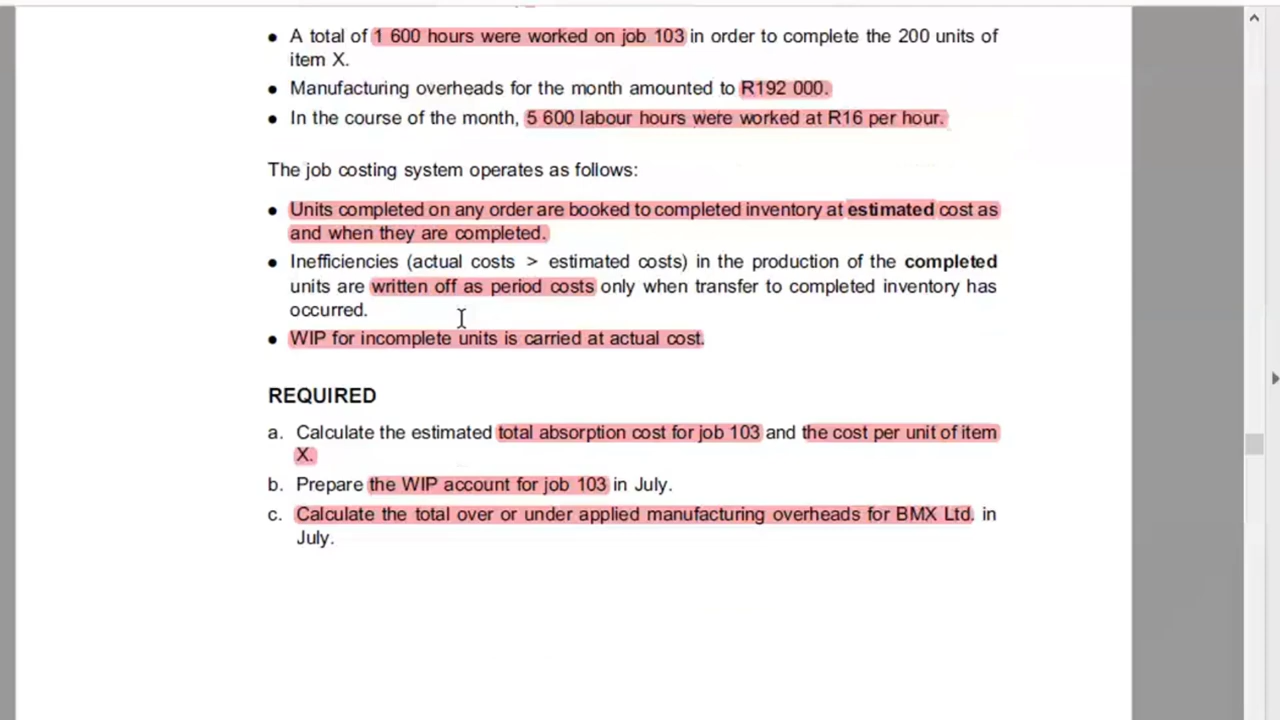 ● A total of 1 600 hours were worked on job 103 in order to complete the 200 units of
item X.
● Manufacturing overheads for the month amounted to R192 000.
● In the course of the month, 5 600 labour hours were worked at R16 per hour.
The job costing system operates as follows:
● Units completed on any order are booked to completed inventory at estimated cost as
and when they are completed.
● Inefficiencies (actual costs > estimated costs) in the production of the completed
units are written off as period costs only when transfer to completed inventory has
occurred.
● WIP for incomplete units is carried at actual cost.
REQUIRED
a. Calculate the estimated total absorption cost for job 103 and the cost per unit of item
X.
b. Prepare the WIP account for job 103 in July.
c. Calculate the total over or under applied manufacturing overheads for BMX Ltd. in
July.